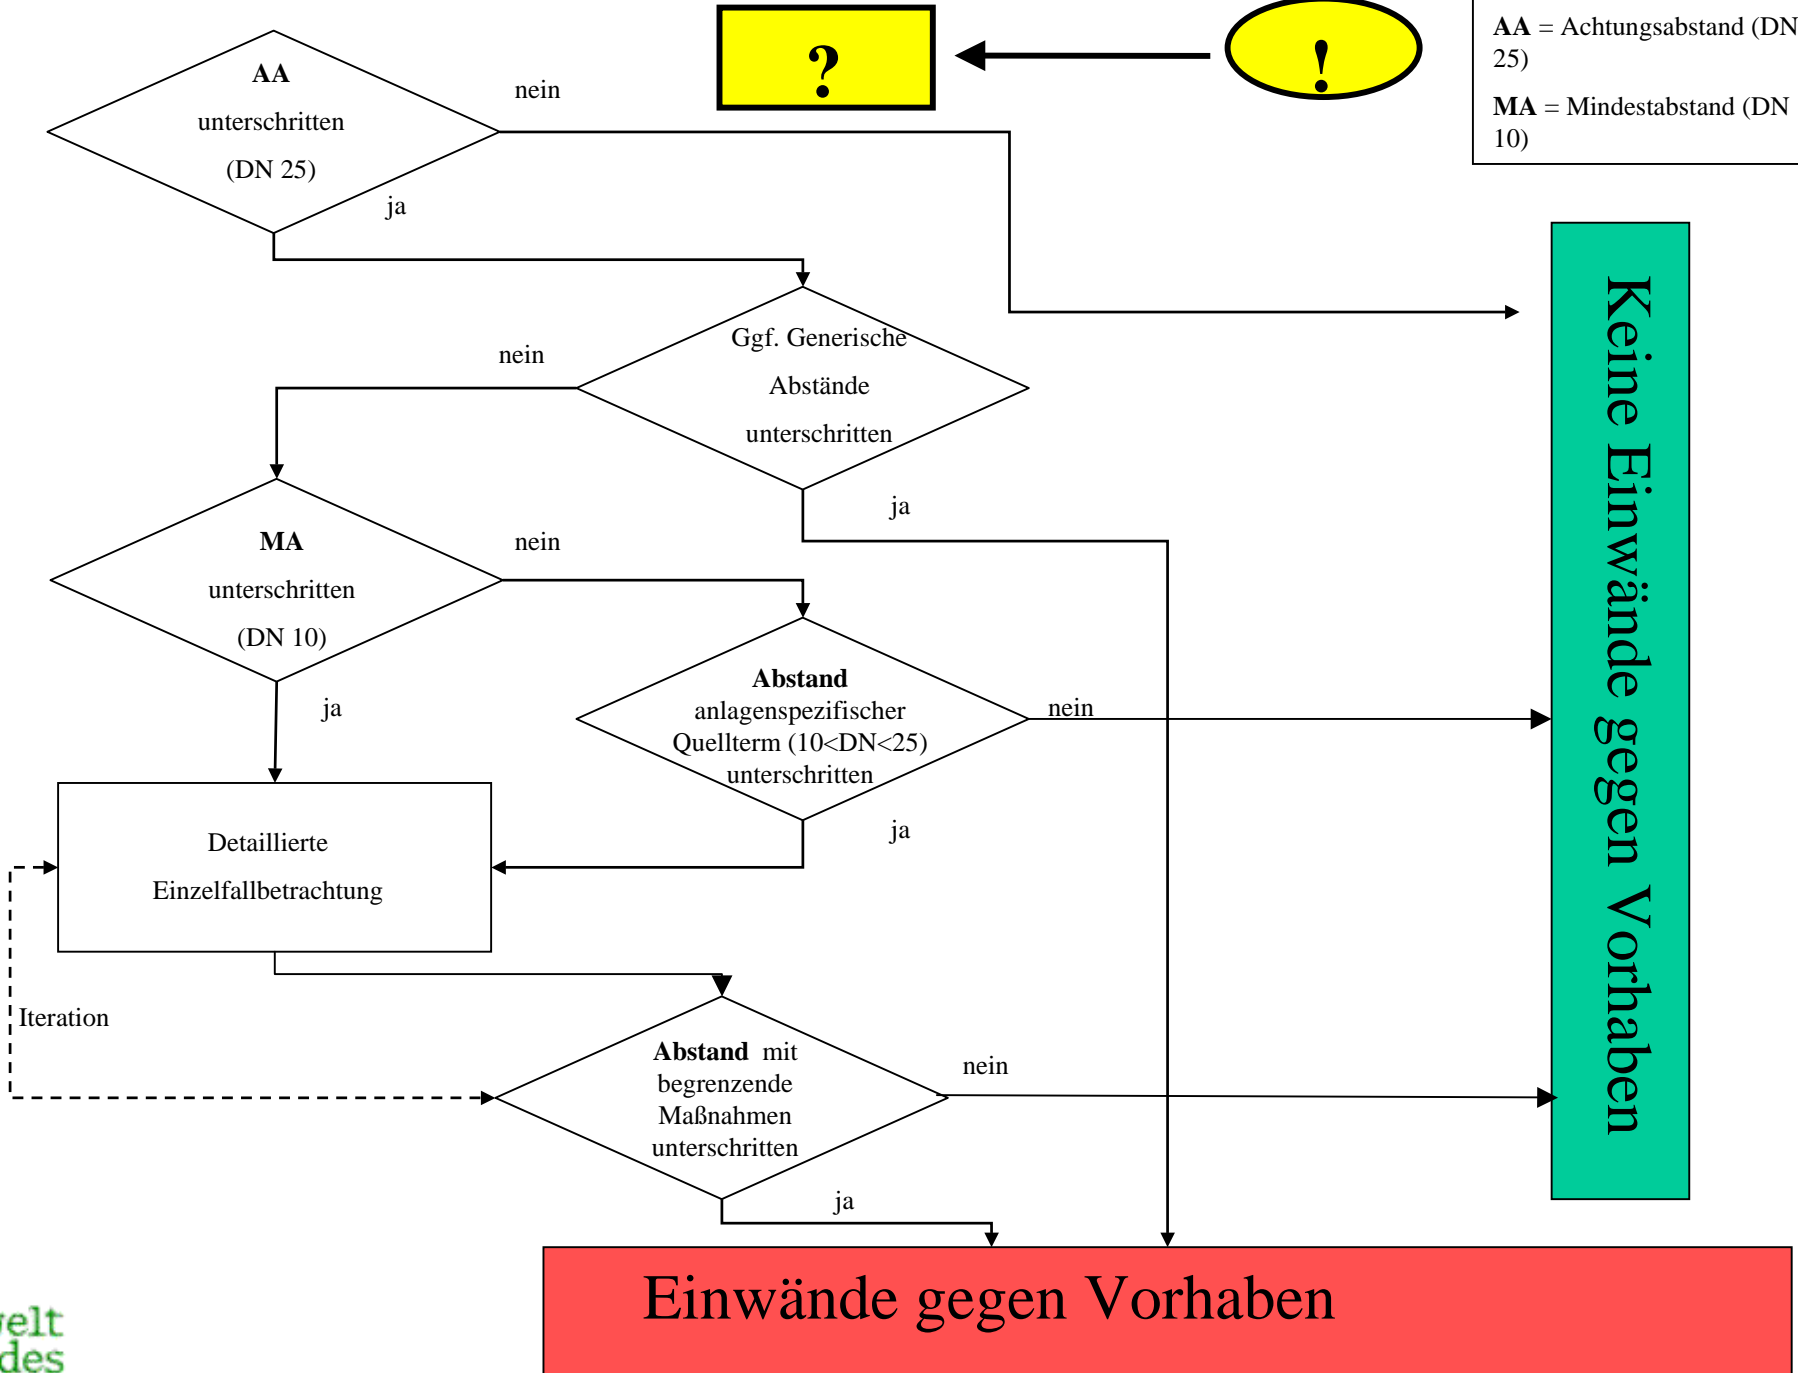 ?
!
AA = Achtungsabstand (DN
25)
MA = Mindestabstand (DN
10)
AA
unterschritten
(DN 25)
nein
ja
Ggf. Generische
Abstände
unterschritten
nein
ja
MA
unterschritten
(DN 10)
nein
ja
Abstand
anlagenspezifischer
Quellterm (10<DN<25)
unterschritten
nein
ja
Detaillierte
Einzelfallbetrachtung
Iteration
Abstand mit
begrenzende
Maßnahmen
unterschritten
nein
ja
Keine Einwände gegen Vorhaben
Einwände gegen Vorhaben